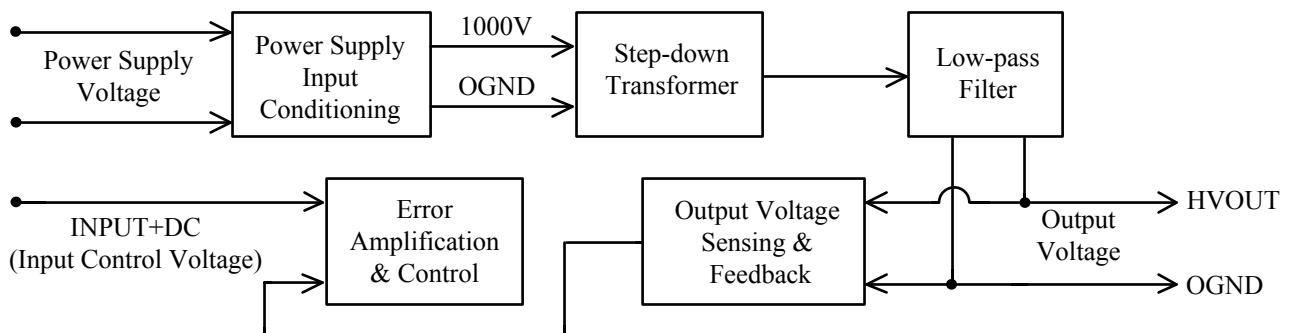 Power Supply
Voltage
Power Supply
Input
Conditioning
1000V
OGND
Step-down
Transformer
Low-pass
Filter
INPUT+DC
(Input Control Voltage)
Error
Amplification
& Control
Output Voltage
Sensing &
Feedback
HVOUT
Output
Voltage
OGND